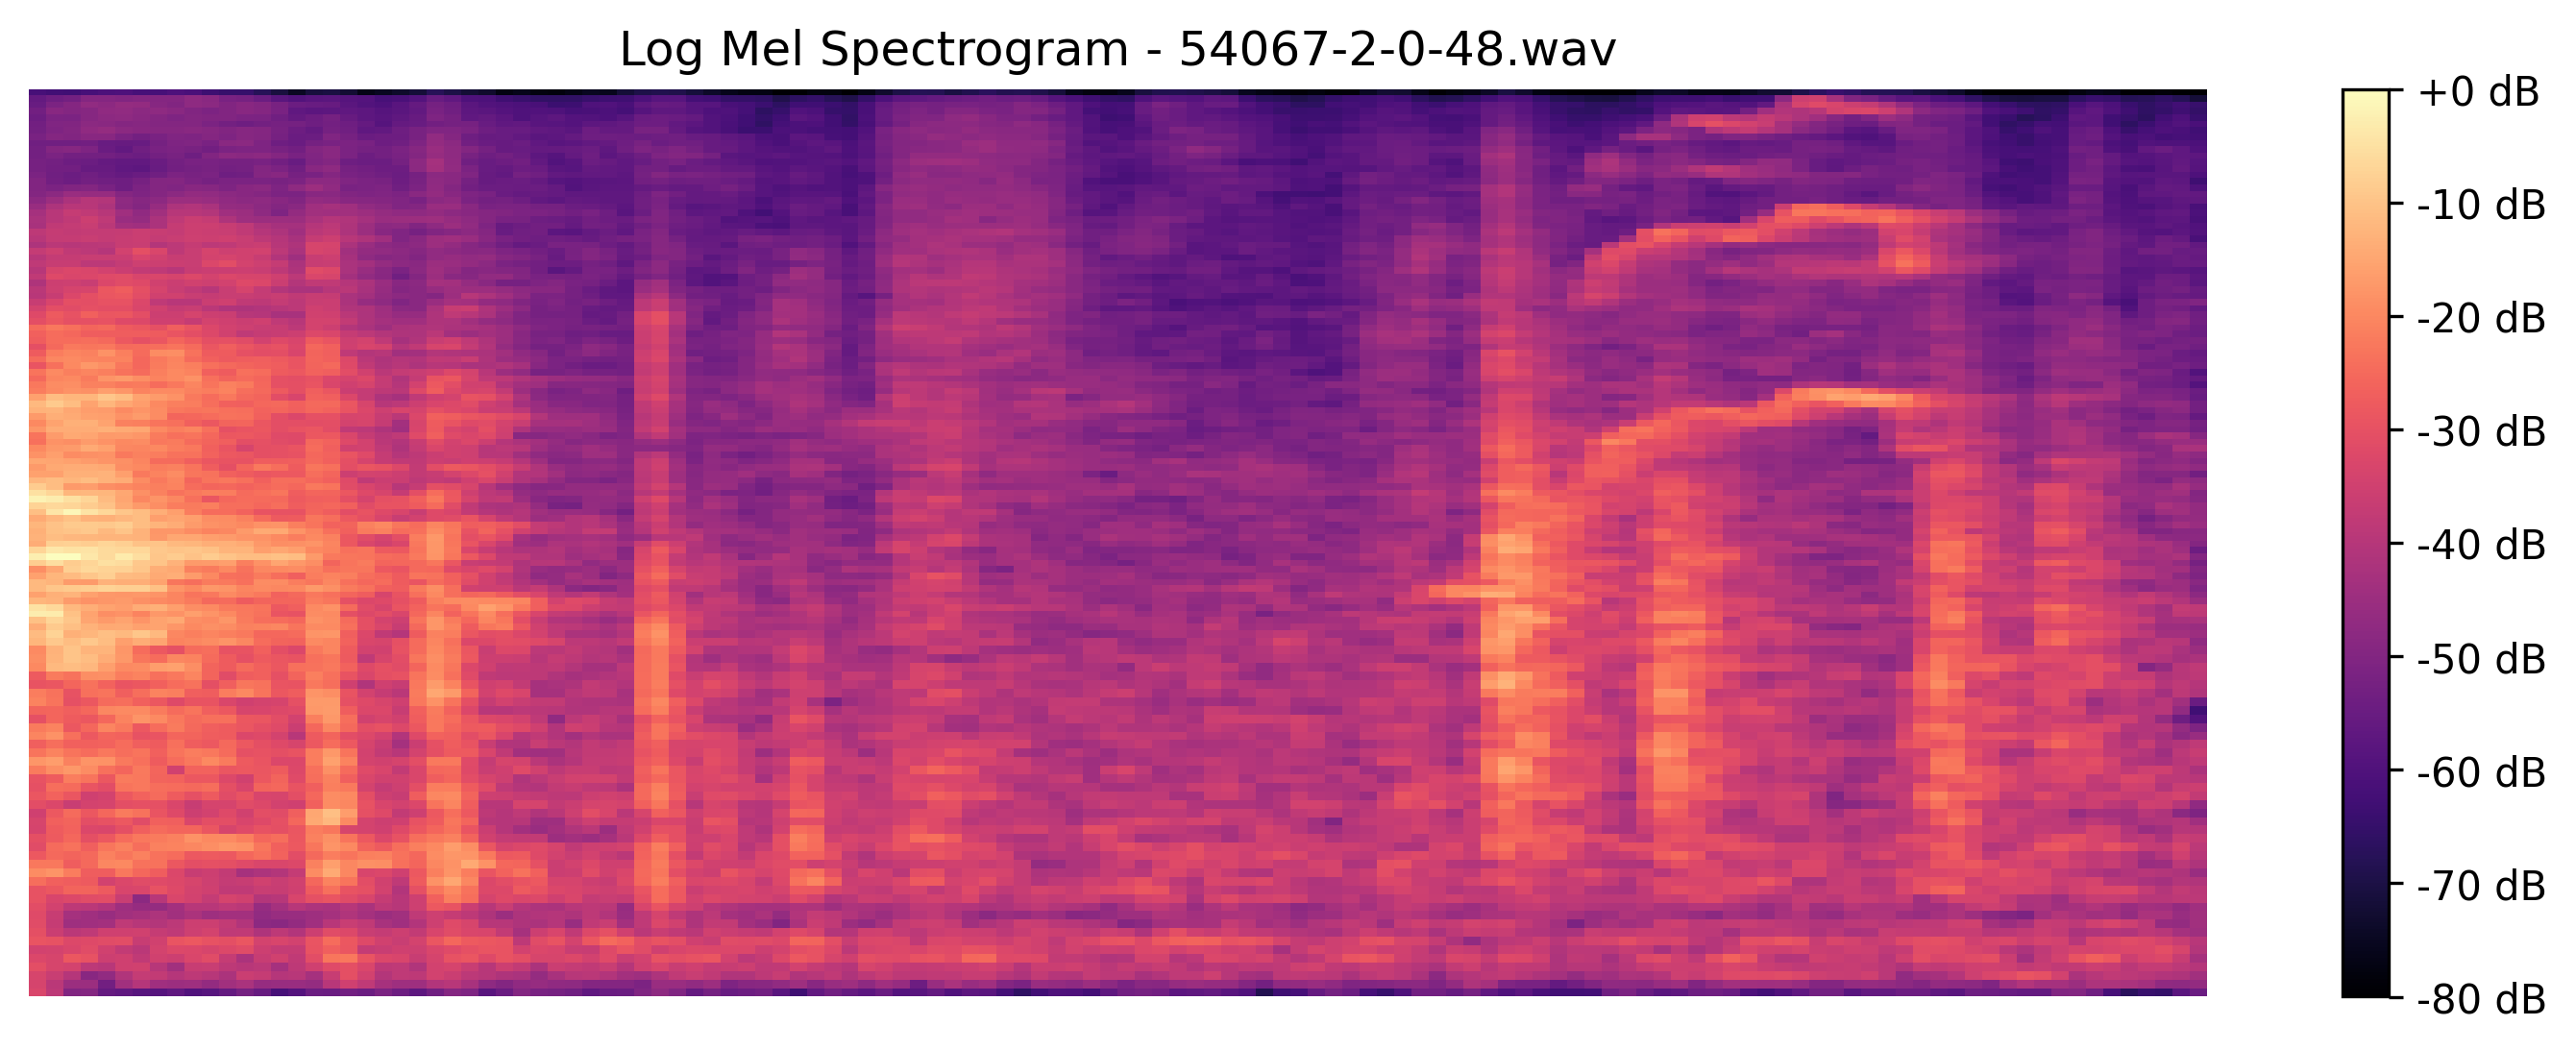 Log Mel Spectrogram - 54067-2-0-48.wav
+0 dB
-10 dB
-20 dB
-30 dB
-40 dB
-50 dB
-60 dB
-70 dB
-80 dB